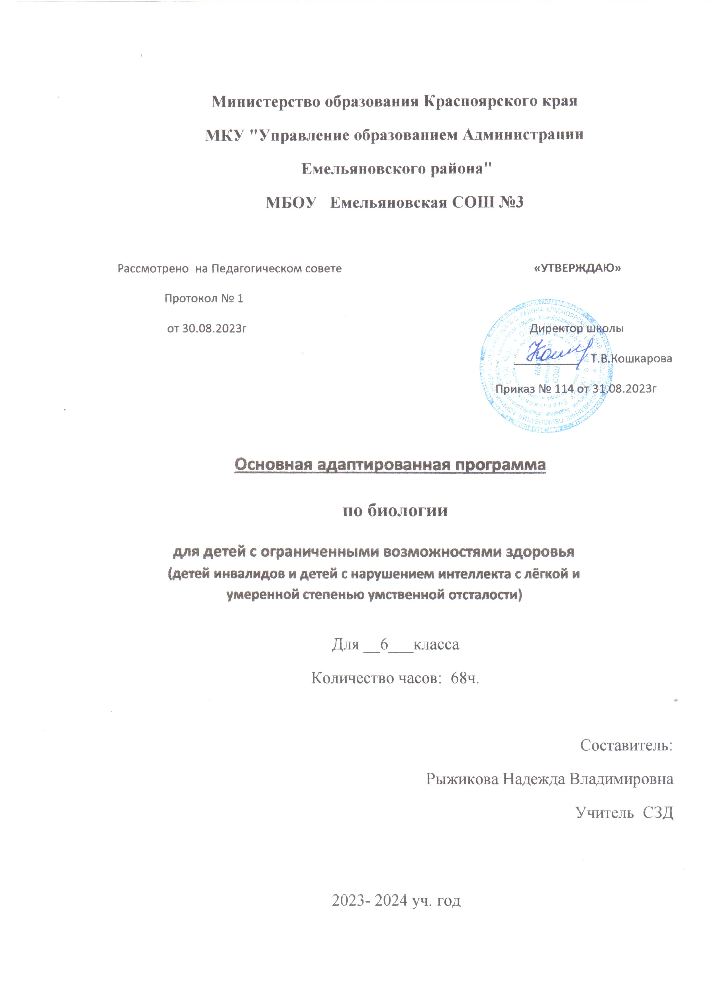 Министерство образования Красноярского края
МКУ "Управление образованием Администрации
Емельяновского района"
МБОУ Емельяновская СОШ №3
Рассмотрено на Педагогическом совете
«УТВЕРЖДАЮ»
Протокол № 1
от 30.08.2023г
Директор школы
Т.В.Кошкарова
Приказ № 114 от 31.08.2023г
Основная адаптированная программа
по биологии
для детей с ограниченными возможностями здоровья
(детей инвалидов и детей с нарушением интеллекта с лёгкой и
умеренной степенью умственной отсталости)
Для __6___класса
Количество часов: 68ч.
Составитель:
Рыжикова Надежда Владимировна
Учитель СЗД
2023- 2024 уч. год